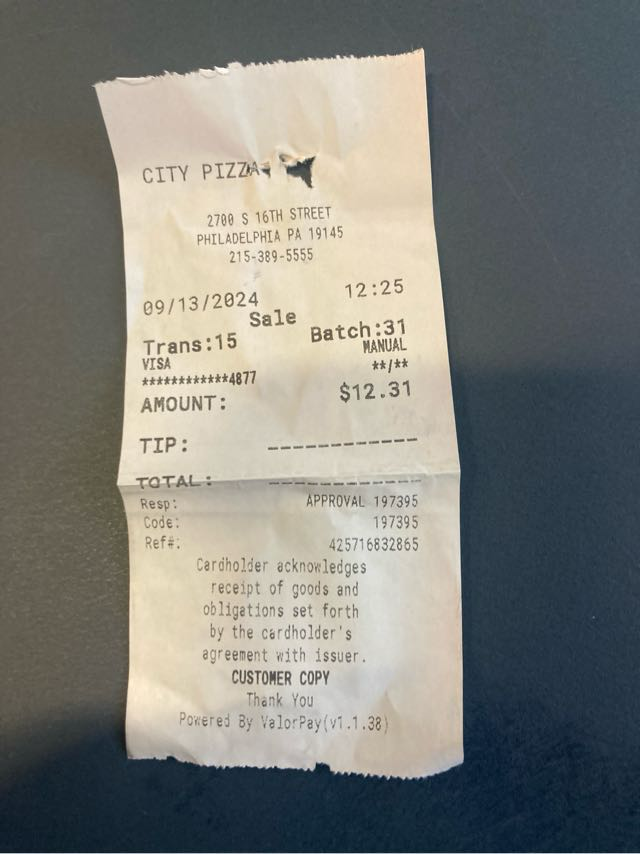 CITY PIZZA
2700 S 16TH STREET
PHILADELPHIA PA 19145
215-389-5555
09/13/2024 12:25
Sale
Trans:15 Batch:31
VISA MANUAL
************4877 **/**
AMOUNT: $12.31
TIP: ____________
TOTAL: ____________
Resp: APPROVAL 197395
Code: 197395
Ref#: 425716832865
Cardholder acknowledges
receipt of goods and
obligations set forth
by the cardholder's
agreement with issuer.
CUSTOMER COPY
Thank You
Powered By ValorPay(v1.1.38)